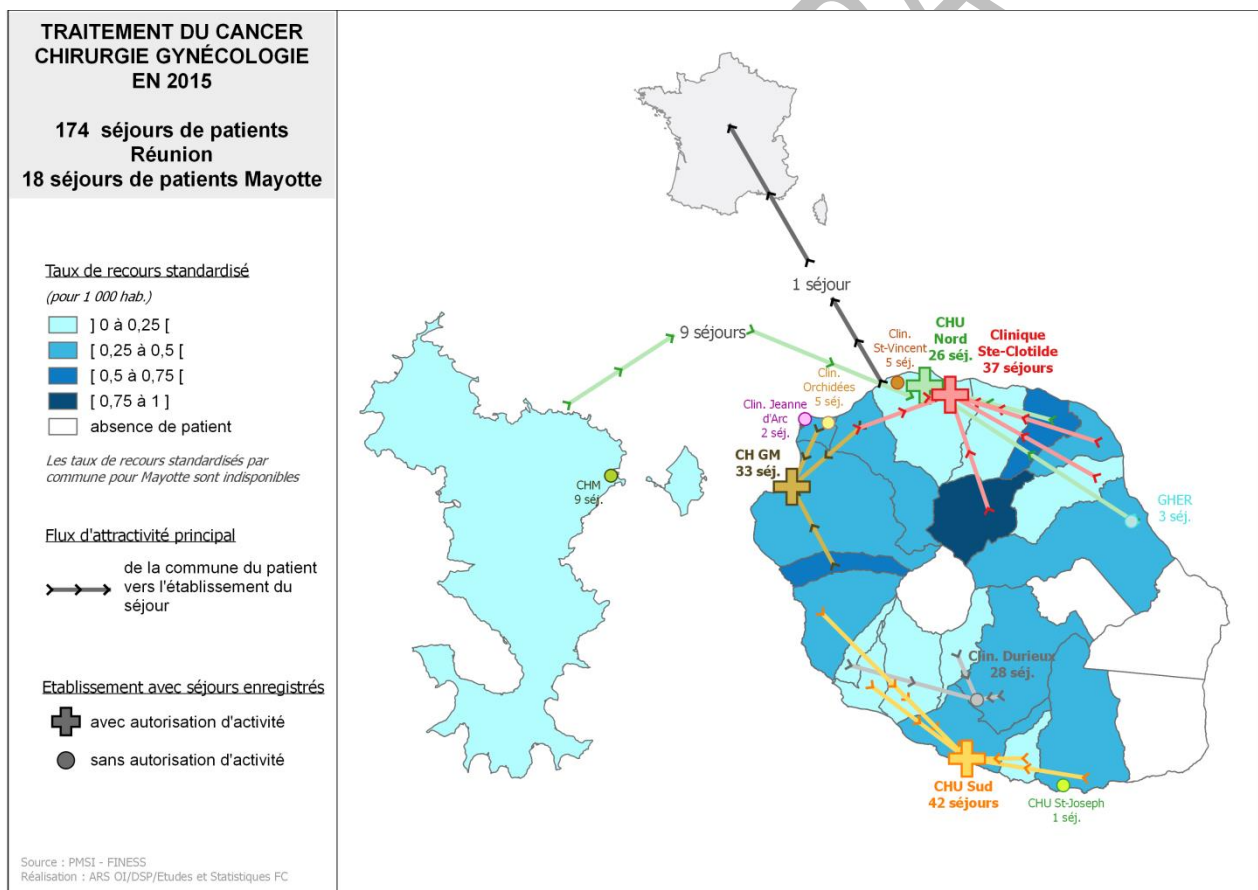 TRAITEMENT DU CANCER
CHIRURGIE GYNÉCOLOGIE
EN 2015
174 séjours de patients
Réunion
18 séjours de patients Mayotte
Taux de recours standardisé
(pour 1 000 hab.)
] 0 à 0,25 [
[ 0,25 à 0,5 [
[ 0,5 à 0,75 [
[ 0,75 à 1 ]
absence de patient
Les taux de recours standardisés par
commune pour Mayotte sont indisponibles
Flux d'attractivité principal
de la commune du patient
vers l'établissement du
séjour
Etablissement avec séjours enregistrés
avec autorisation d'activité
sans autorisation d'activité
Source : PMSI - FINESS
Réalisation : ARS OI/DSP/Etudes et Statistiques FC
1 séjour
9 séjours
Clin.
St-Vincent
5 séj.
CHU
Nord
26 séj.
Clinique
Ste-Clotilde
37 séjours
Clin.
Orchidées
5 séj.
Clin. Jeanne
d'Arc
2 séj.
CH GM
33 séj.
CHM
9 séj.
GHER
3 séj.
Clin. Durieux
28 séj.
CHU Sud
42 séjours
CHU St-Joseph
1 séj.